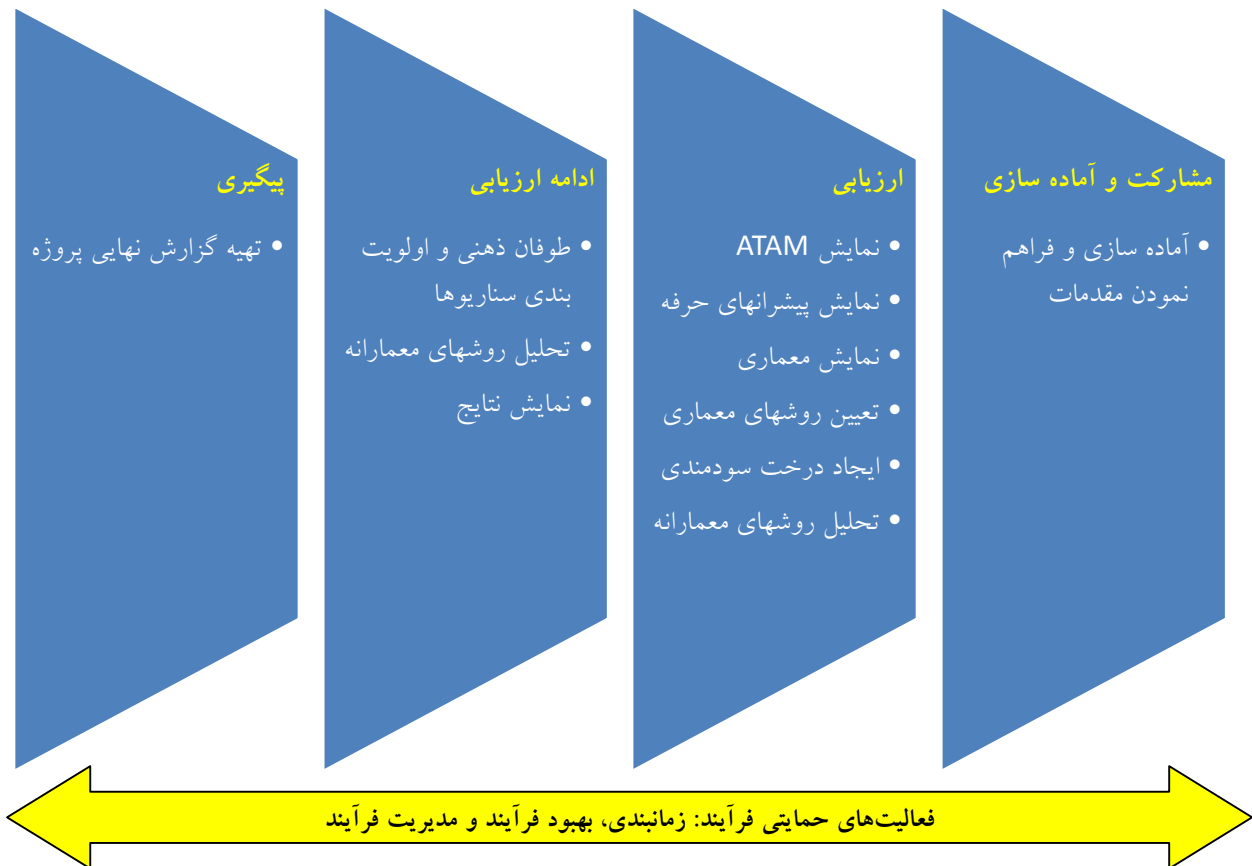 مشارکت و آماده سازی
• آماده سازی و فراهم
نمودن مقدمات
ارزیابی
• نمایش ATAM
• نمایش پیشرانهای حرفه
• نمایش معماری
• تعیین روشهای معماری
• ایجاد درخت سودمندی
• تحلیل روشهای معمارانه
ادامه ارزیابی
• طوفان ذهنی و اولویت
بندی سناریوها
• تحلیل روشهای معمارانه
• نمایش نتایج
پیگیری
• تهیه گزارش نهایی پروژه
فعالیت‌های حمایتی فرآیند: زمانبندی، بهبود فرآیند و مدیریت فرآیند